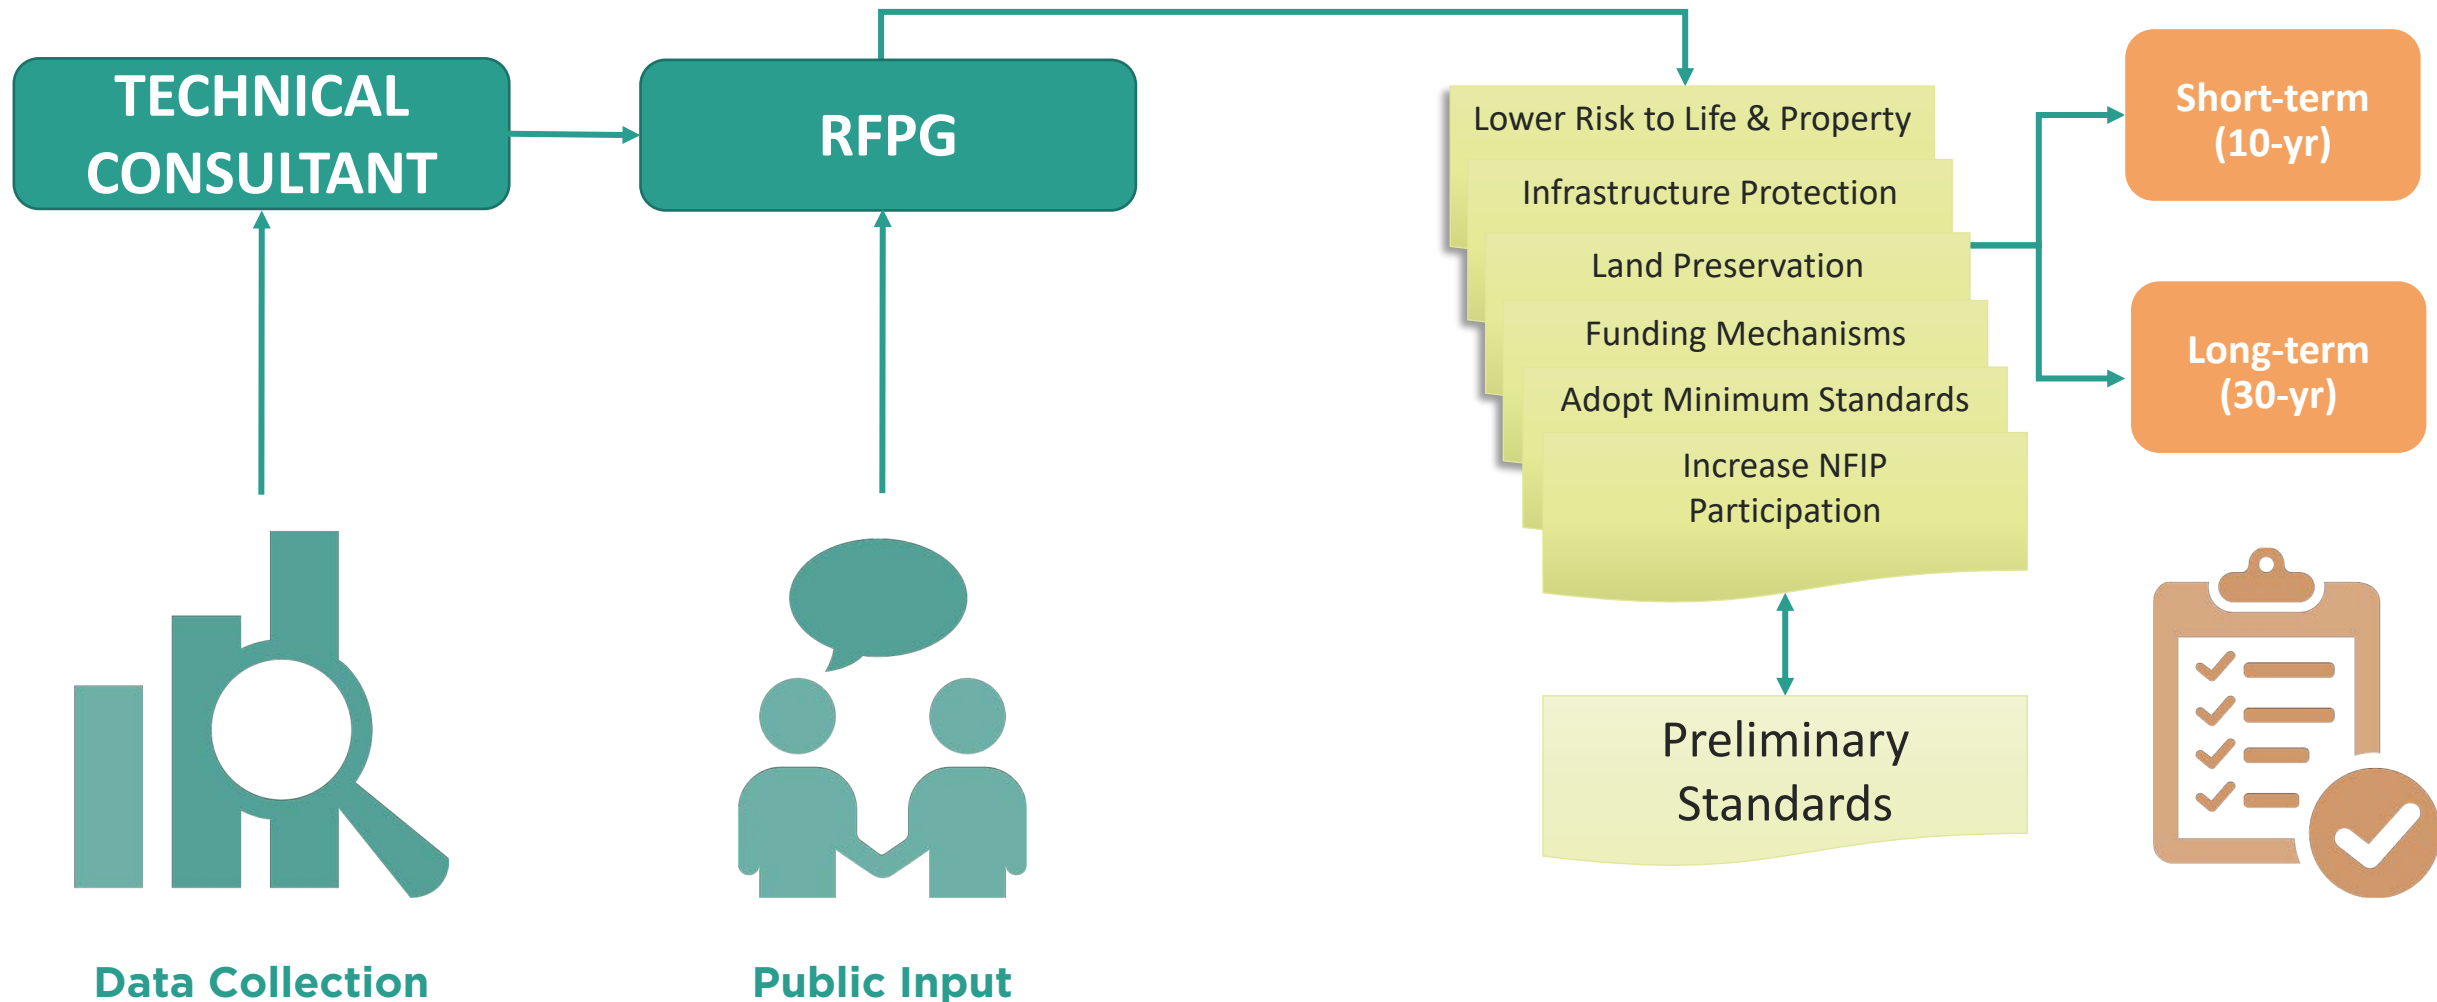 TECHNICAL
CONSULTANT
RFPG
Lower Risk to Life & Property
Infrastructure Protection
Land Preservation
Funding Mechanisms
Adopt Minimum Standards
Increase NFIP
Participation
Preliminary
Standards
Short-term
(10-yr)
Long-term
(30-yr)
Data Collection
Public Input